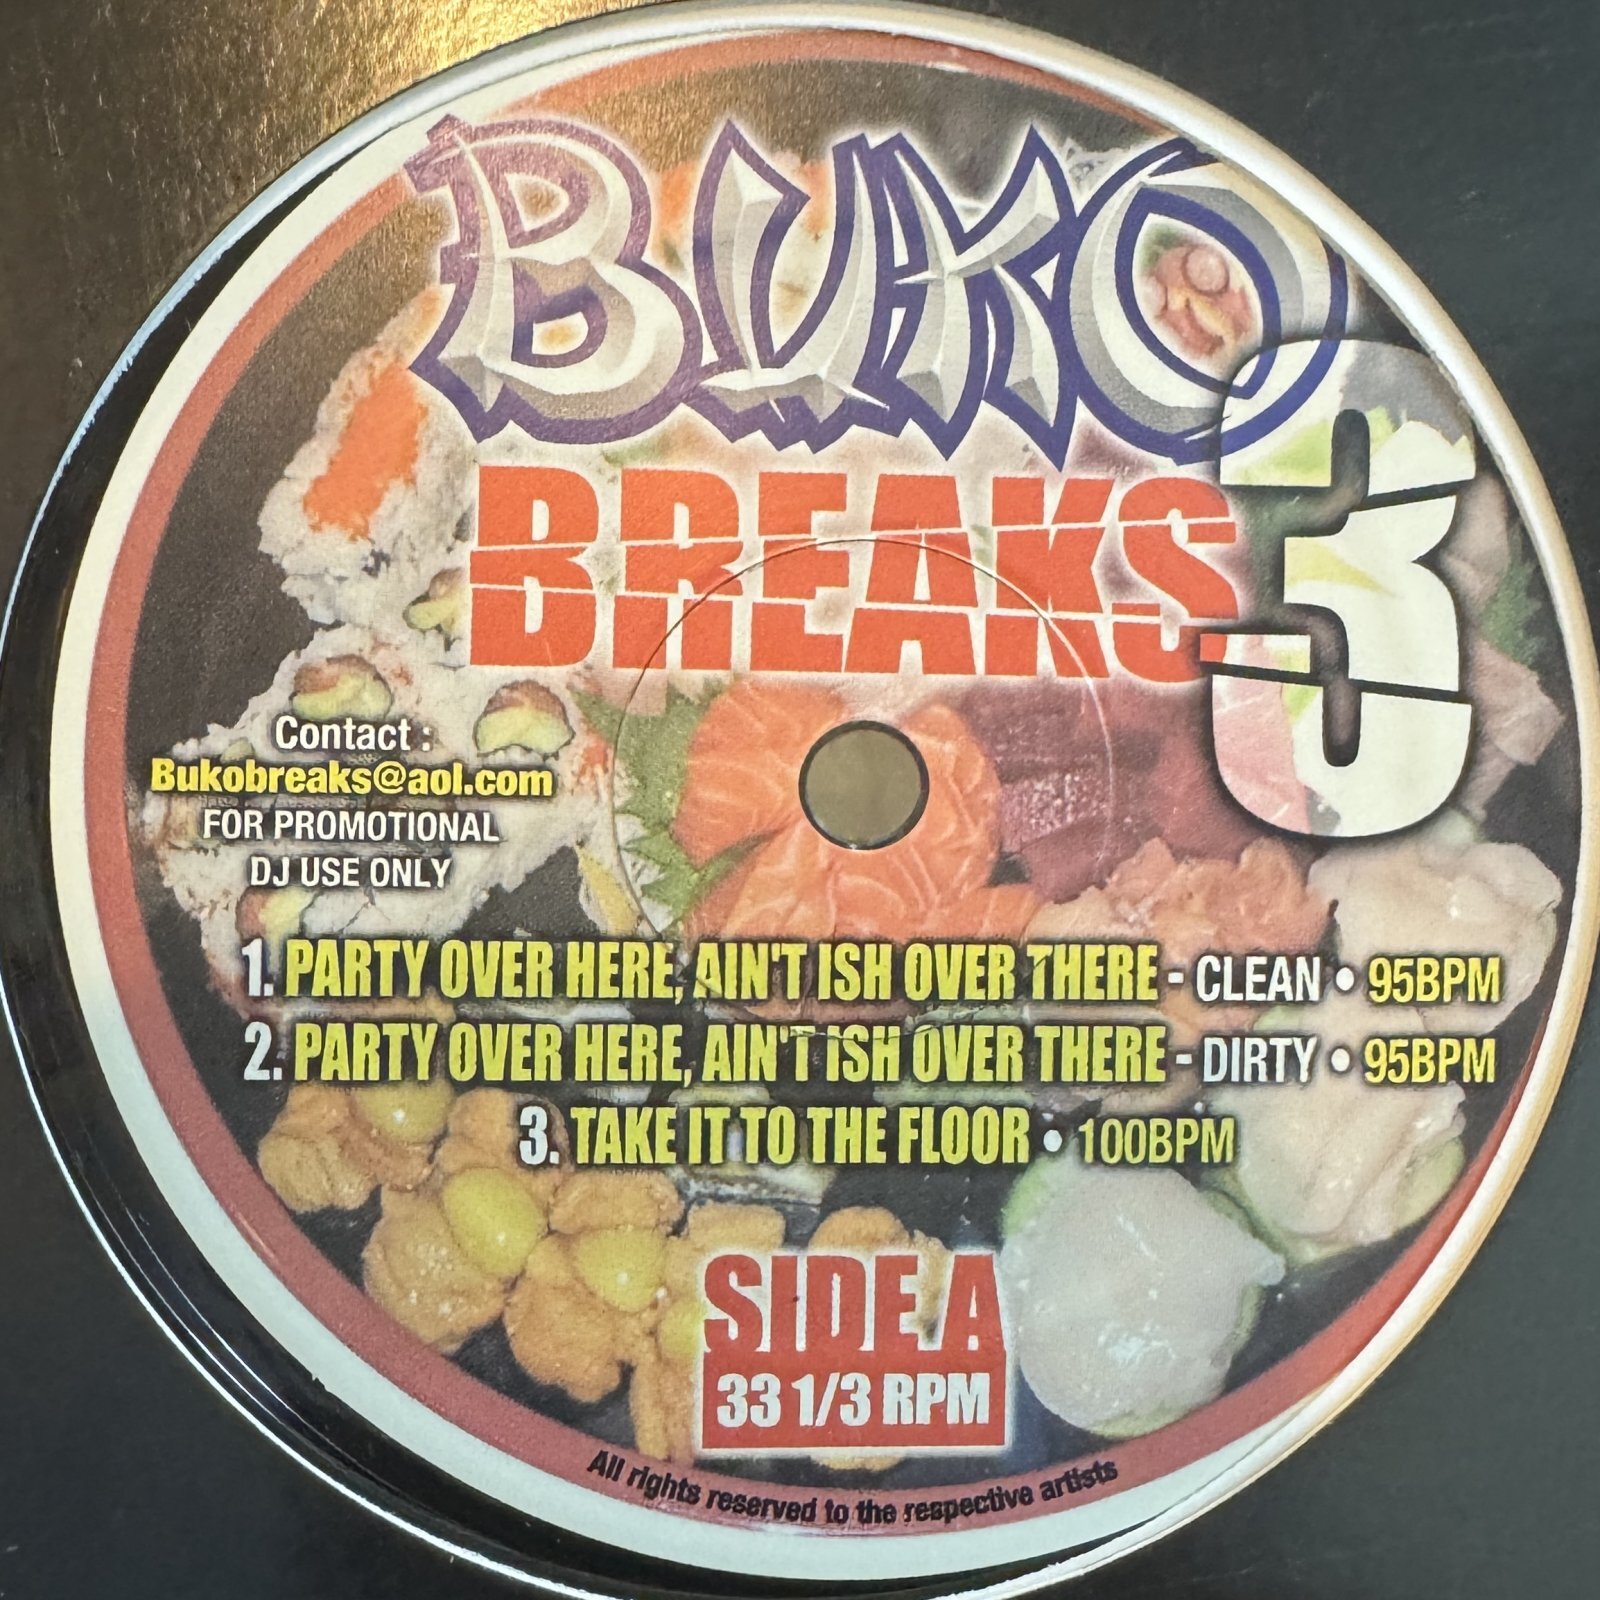 BUKO
BREAKS 3
Contact :
Bukobreaks@aol.com
FOR PROMOTIONAL
DJ USE ONLY
1. PARTY OVER HERE, AIN'T ISH OVER THERE - CLEAN • 95BPM
2. PARTY OVER HERE, AIN'T ISH OVER THERE - DIRTY • 95BPM
3. TAKE IT TO THE FLOOR • 100BPM
SIDE A
33 1/3 RPM
All rights reserved to the respective artists